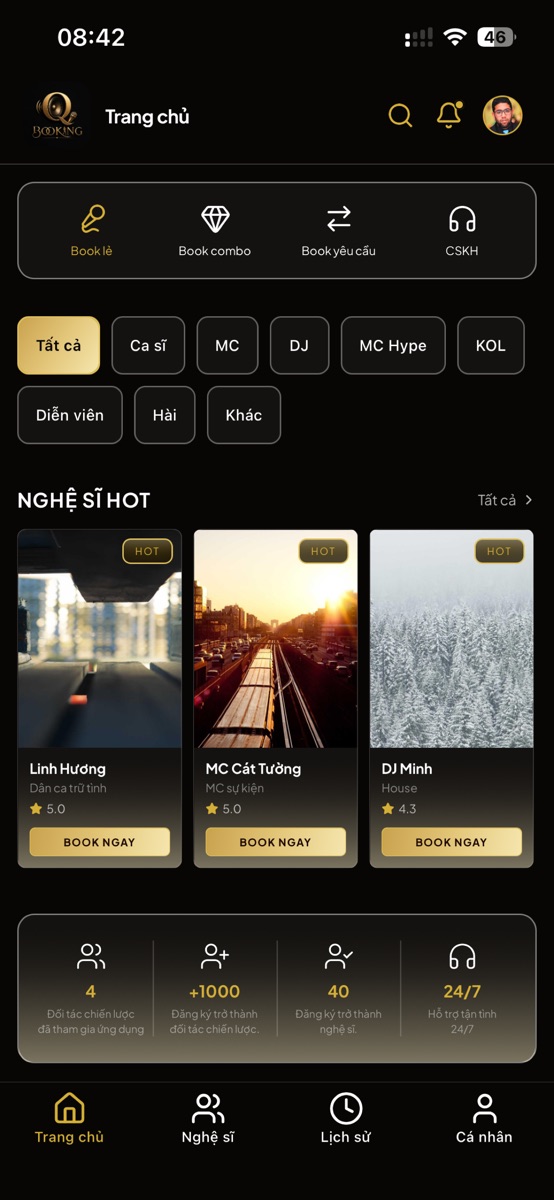 08:42
46
Q
BOOKING
Trang chủ
Book lẻ
Book combo
Book yêu cầu
CSKH
Tất cả
Ca sĩ
MC
DJ
MC Hype
KOL
Diễn viên
Hài
Khác
NGHỆ SĨ HOT
Tất cả
HOT
HOT
HOT
Linh Hương
MC Cát Tường
DJ Minh
Dân ca trữ tình
MC sự kiện
House
5.0
5.0
4.3
BOOK NGAY
BOOK NGAY
BOOK NGAY
4
+1000
40
24/7
Đối tác chiến lược
đã tham gia ứng dụng
Đăng ký trở thành
đối tác chiến lược.
Đăng ký trở thành
nghệ sĩ.
Hỗ trợ tận tình
24/7
Trang chủ
Nghệ sĩ
Lịch sử
Cá nhân